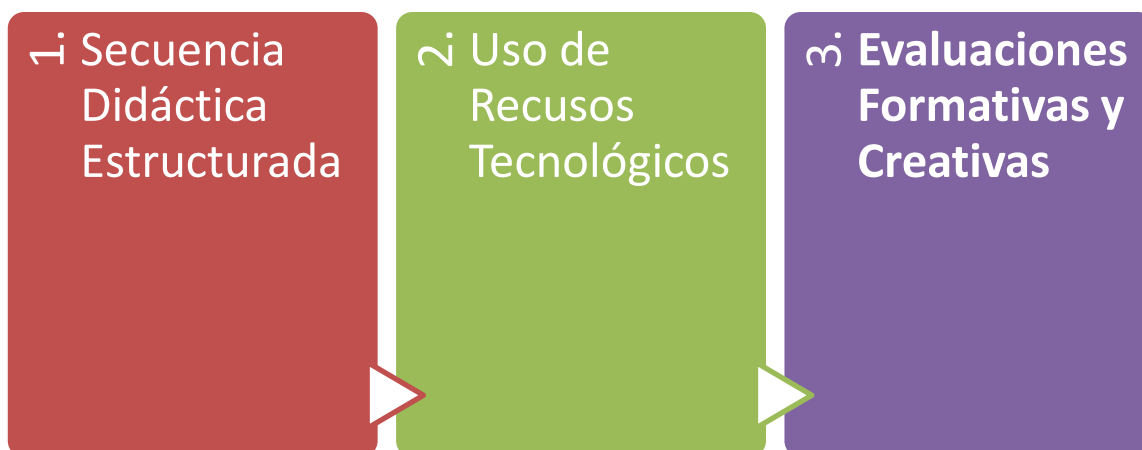 1. Secuencia
Didáctica
Estructurada
2. Uso de
Recusos
Tecnológicos
3. Evaluaciones
Formativas y
Creativas